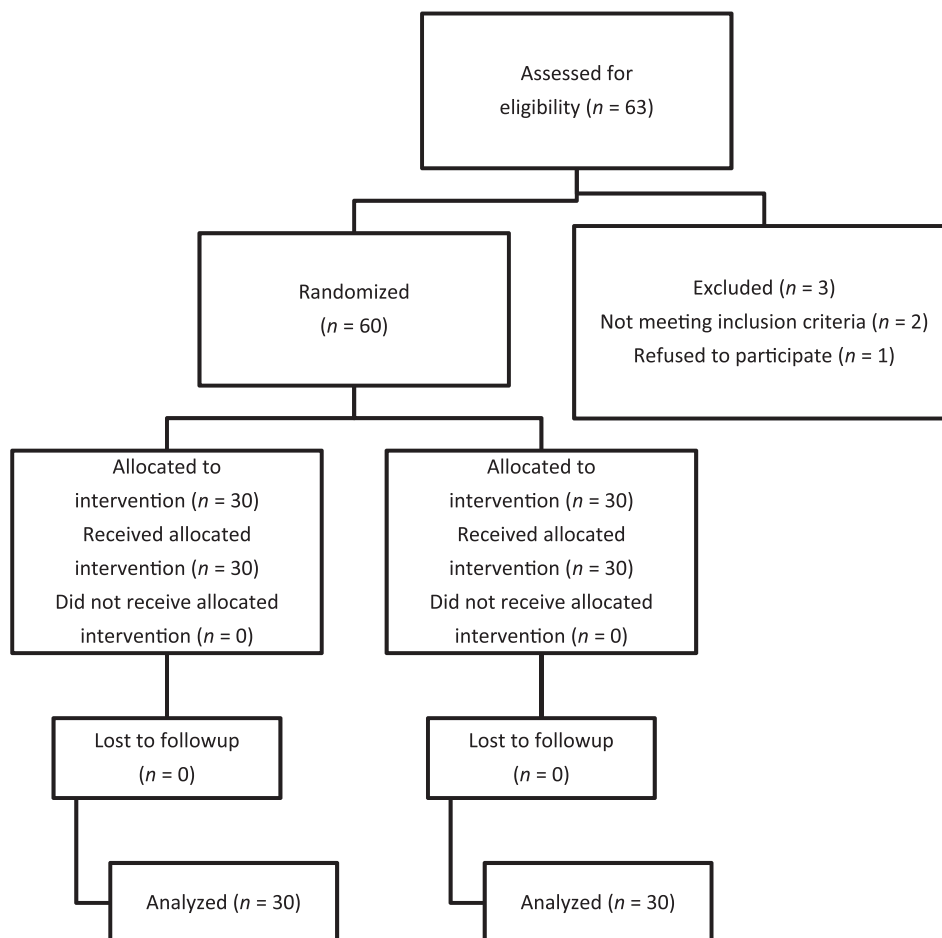 Assessed for
eligibility (n = 63)
Randomized
(n = 60)
Excluded (n = 3)
Not meeting inclusion criteria (n = 2)
Refused to participate (n = 1)
Allocated to
intervention (n = 30)
Received allocated
intervention (n = 30)
Did not receive allocated
intervention (n = 0)
Allocated to
intervention (n = 30)
Received allocated
intervention (n = 30)
Did not receive allocated
intervention (n = 0)
Lost to followup
(n = 0)
Lost to followup
(n = 0)
Analyzed (n = 30)
Analyzed (n = 30)